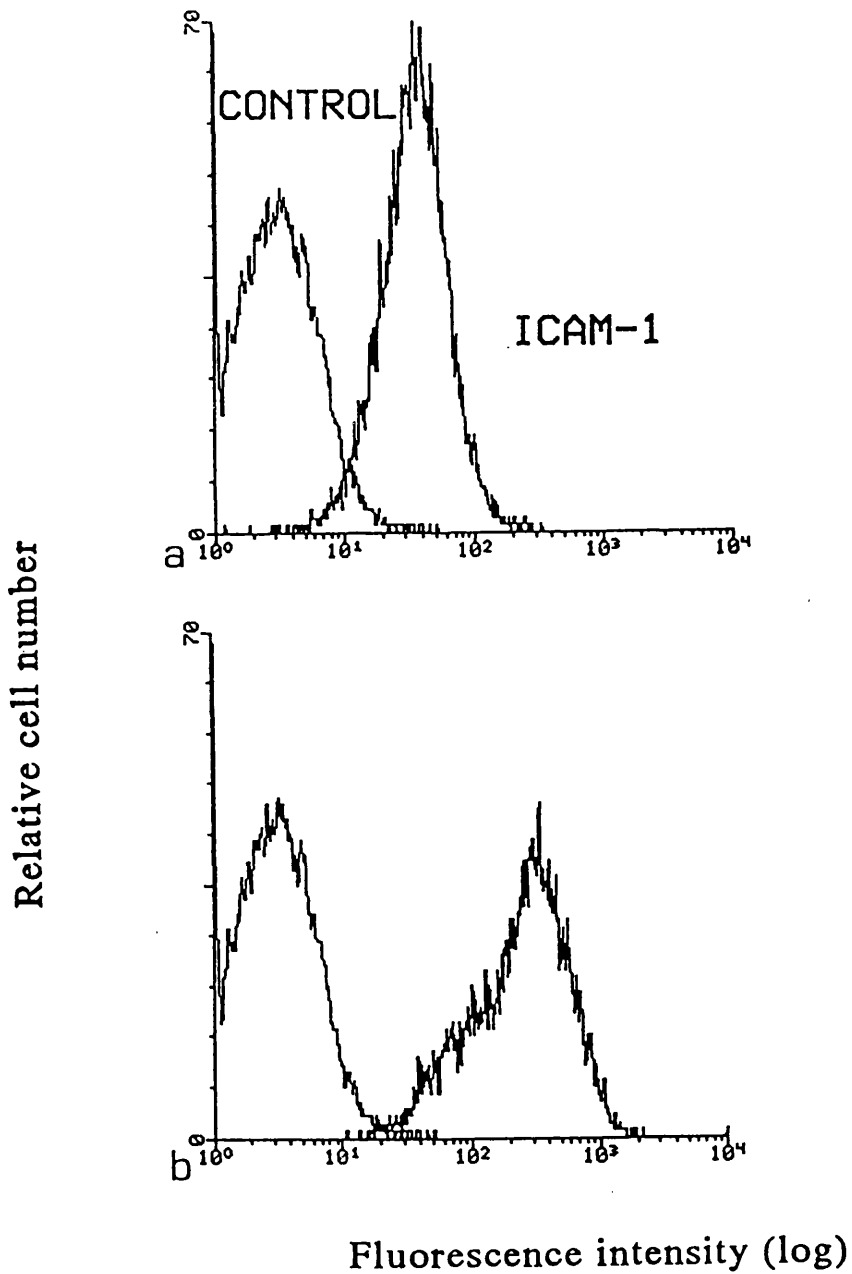 70
CONTROL
ICAM-1
0
a
10⁰ 10¹ 10² 10³ 10⁴
Relative cell number
70
0
b
10⁰ 10¹ 10² 10³ 10⁴
Fluorescence intensity (log)